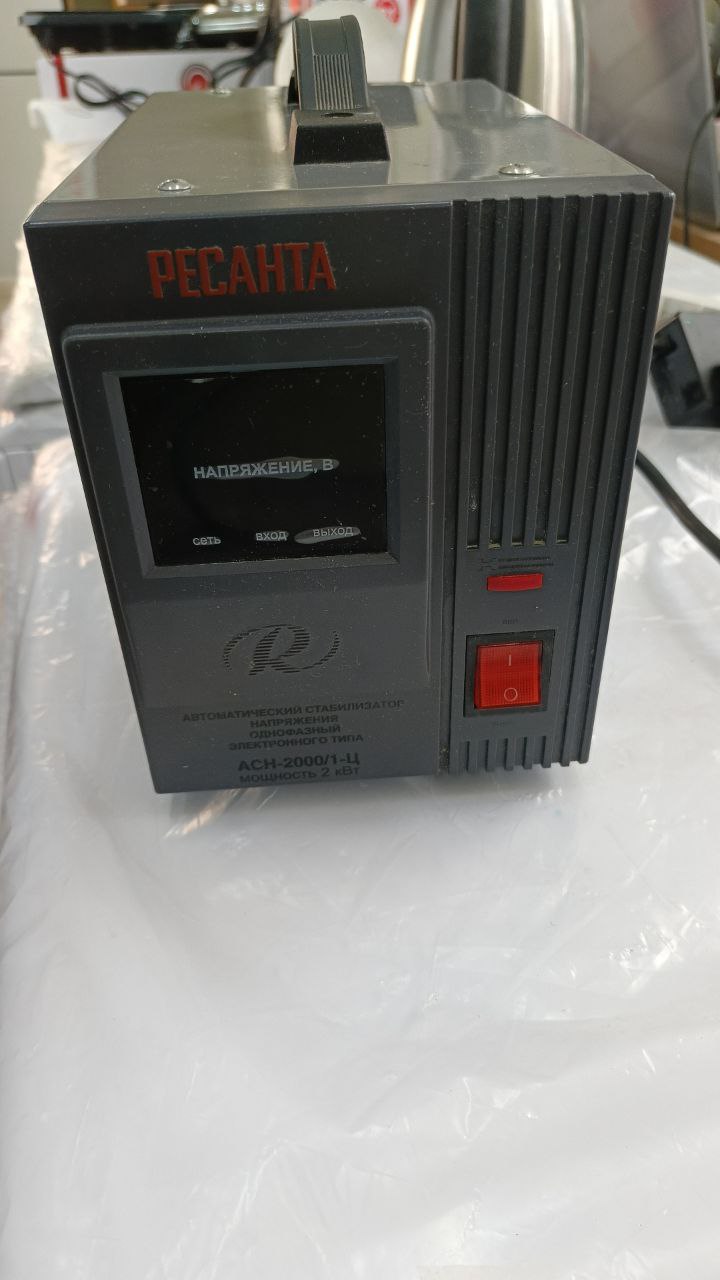 РЕСАНТА
НАПРЯЖЕНИЕ, В
сеть вход выход
R
АВТОМАТИЧЕСКИЙ СТАБИЛИЗАТОР
НАПРЯЖЕНИЯ
ОДНОФАЗНЫЙ
ЭЛЕКТРОННОГО ТИПА
АСН-2000/1-Ц
МОЩНОСТЬ 2 кВт
I
O